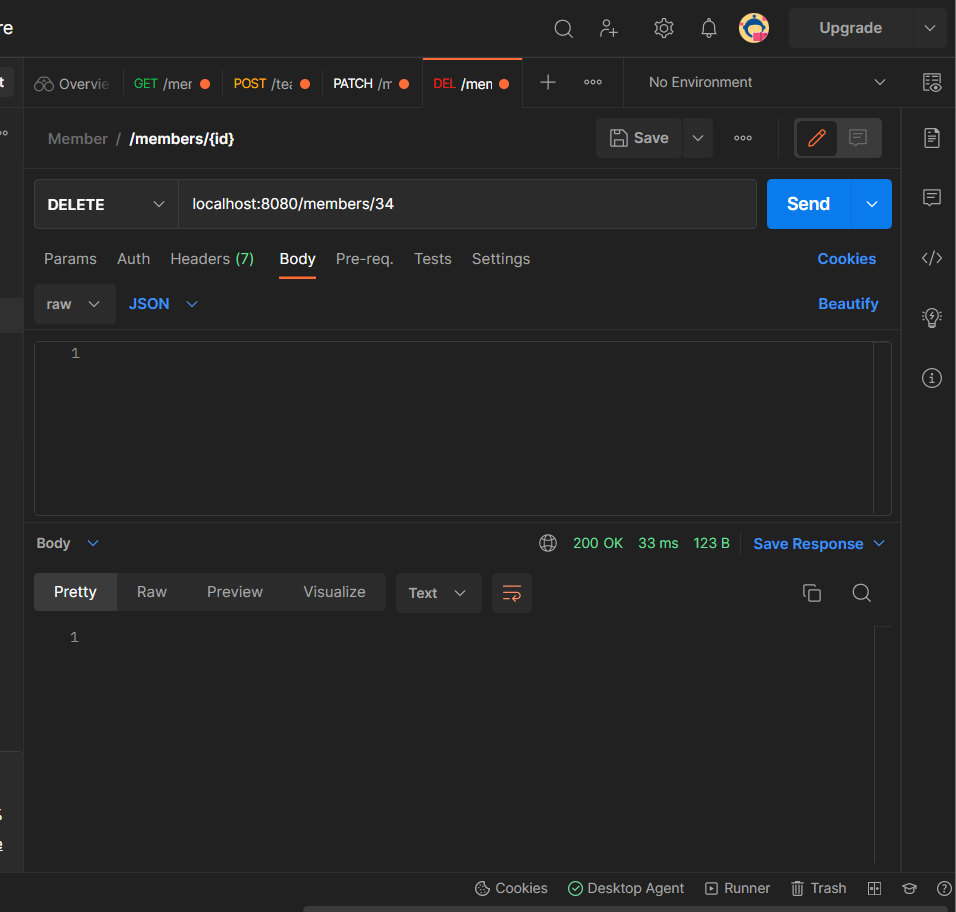 re
Upgrade
t
Overvie
GET /mer
POST /tea
PATCH /m
DEL /mem
No Environment
Member / /members/{id}
Save
DELETE
localhost:8080/members/34
Send
Params Auth Headers (7) Body Pre-req. Tests Settings Cookies
raw JSON Beautify
1
Body 200 OK 33 ms 123 B Save Response
Pretty Raw Preview Visualize Text
1
Cookies Desktop Agent Runner Trash